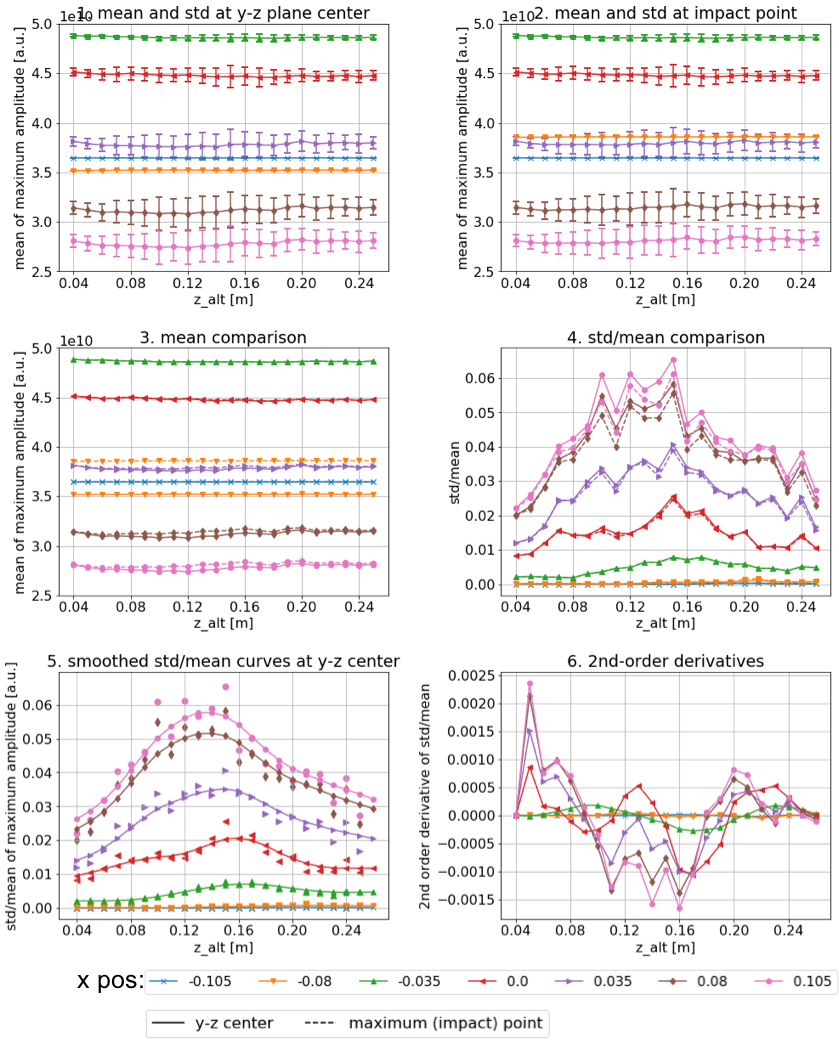 1. mean and std at y-z plane center
1e10
mean of maximum amplitude [a.u.]
5.0
4.5
4.0
3.5
3.0
2.5
0.04 0.08 0.12 0.16 0.20 0.24
z_alt [m]
2. mean and std at impact point
1e10
mean of maximum amplitude [a.u.]
5.0
4.5
4.0
3.5
3.0
2.5
0.04 0.08 0.12 0.16 0.20 0.24
z_alt [m]
3. mean comparison
1e10
mean of maximum amplitude [a.u.]
5.0
4.5
4.0
3.5
3.0
2.5
0.04 0.08 0.12 0.16 0.20 0.24
z_alt [m]
4. std/mean comparison
std/mean
0.06
0.05
0.04
0.03
0.02
0.01
0.00
0.04 0.08 0.12 0.16 0.20 0.24
z_alt [m]
5. smoothed std/mean curves at y-z center
std/mean of maximum amplitude [a.u.]
0.06
0.05
0.04
0.03
0.02
0.01
0.00
0.04 0.08 0.12 0.16 0.20 0.24
z_alt [m]
6. 2nd-order derivatives
2nd order derivative of std/mean
0.0025
0.0020
0.0015
0.0010
0.0005
0.0000
−0.0005
−0.0010
−0.0015
0.04 0.08 0.12 0.16 0.20 0.24
z_alt [m]
x pos: -0.105 -0.08 -0.035 0.0 0.035 0.08 0.105
y-z center maximum (impact) point